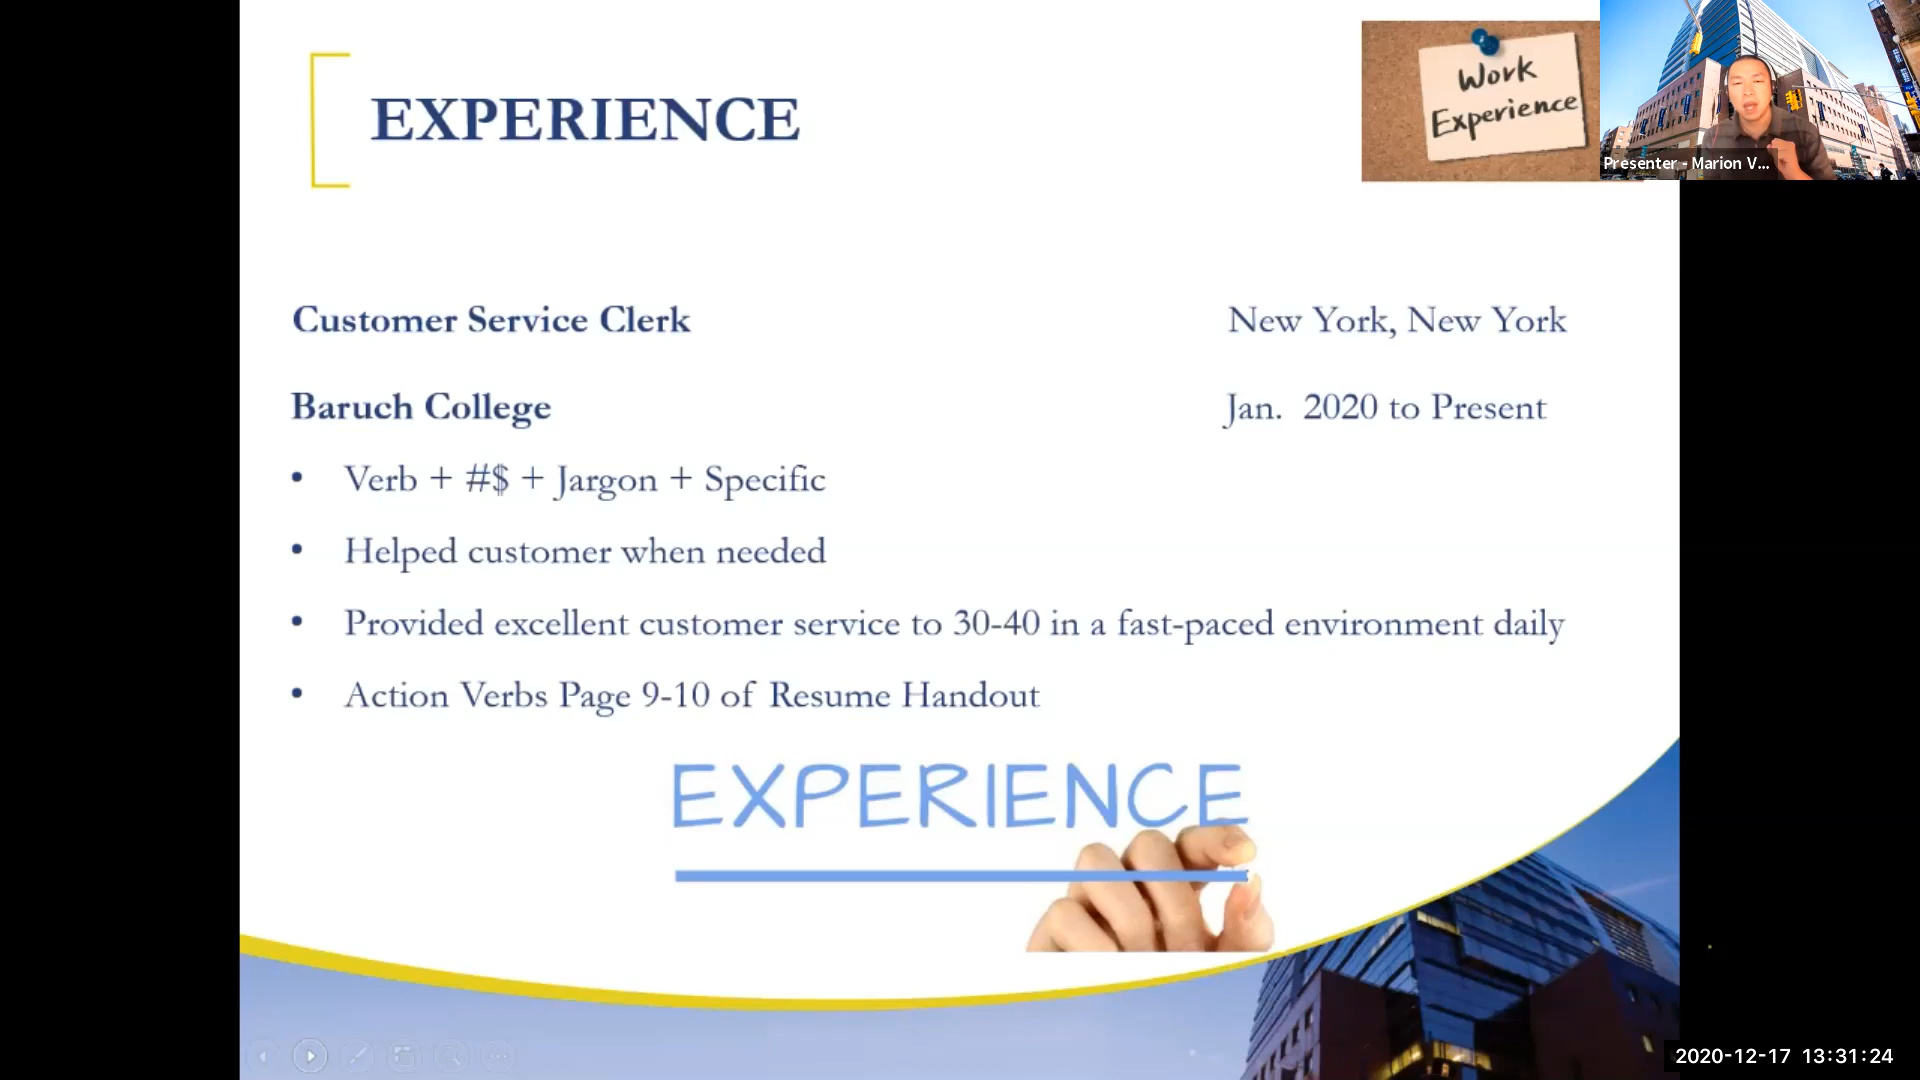 EXPERIENCE
Work
Experience
Presenter - Marion V...
Customer Service Clerk New York, New York
Baruch College Jan. 2020 to Present
• Verb + #$ + Jargon + Specific
• Helped customer when needed
• Provided excellent customer service to 30-40 in a fast-paced environment daily
• Action Verbs Page 9-10 of Resume Handout
EXPERIENCE
2020-12-17 13:31:24